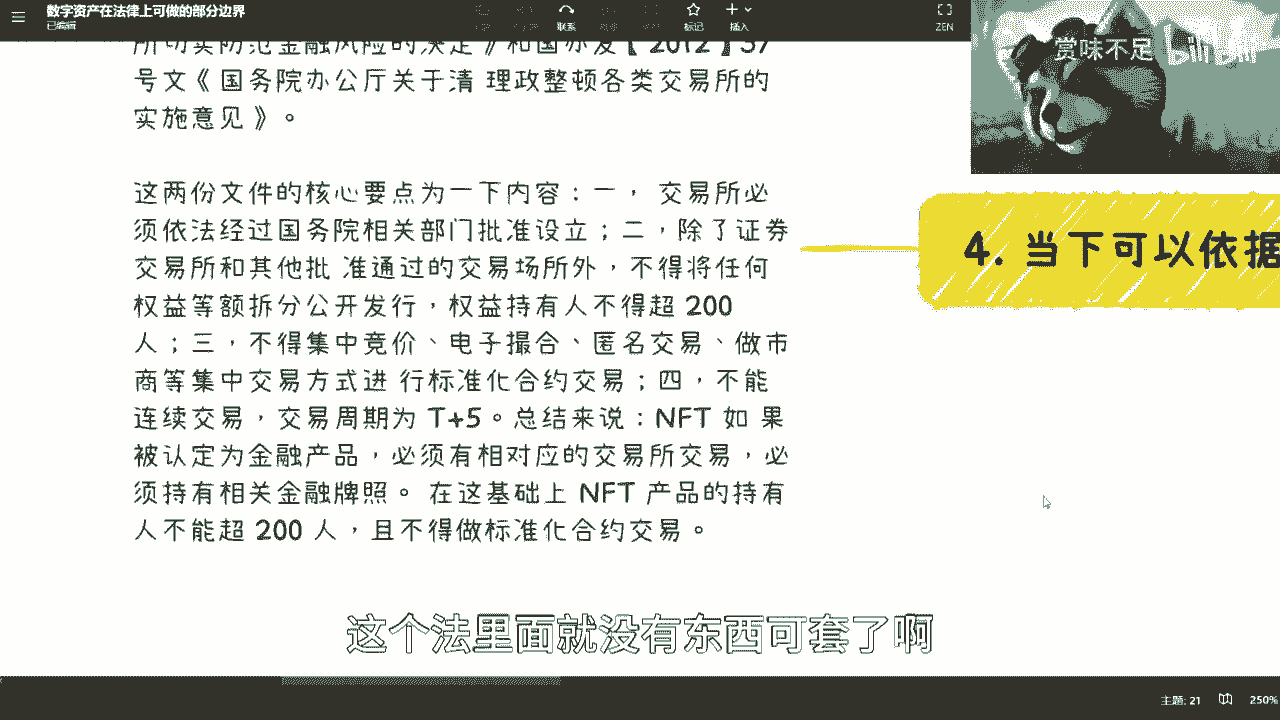 数字资产在法律上可做的部分边界
已编辑
联系
标记
插入
ZEN
赏味不足 bilibili
所切实防范金融风险的决定》和国办发【2012】37
号文《国务院办公厅关于清 理政整顿各类交易所的
实施意见》。
这两份文件的核心要点为一下内容：一， 交易所必
须依法经过国务院相关部门批准设立；二，除了证券
交易所和其他批 准通过的交易场所外，不得将任何
权益等额拆分公开发行，权益持有人不得超 200
人；三，不得集中竞价、电子撮合、匿名交易、做市
商等集中交易方式进 行标准化合约交易；四，不能
连续交易，交易周期为 T+5。总结来说：NFT 如 果
被认定为金融产品，必须有相对应的交易所交易，必
须持有相关金融牌照。 在这基础上 NFT 产品的持有
人不能超 200 人，且不得做标准化合约交易。
4. 当下可以依据
这个法里面就没有东西可套了啊
主题: 21
250%